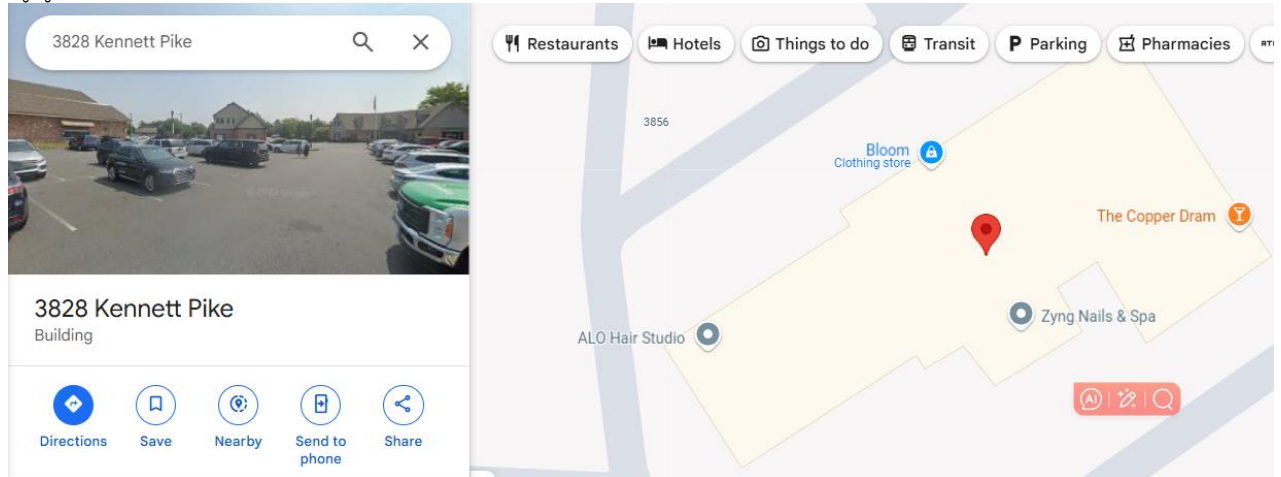 3828 Kennett Pike
Restaurants
Hotels
Things to do
Transit
Parking
Pharmacies
3856
Bloom
Clothing store
The Copper Dram
Zyng Nails & Spa
ALO Hair Studio
AI
3828 Kennett Pike
Building
Directions
Save
Nearby
Send to
phone
Share